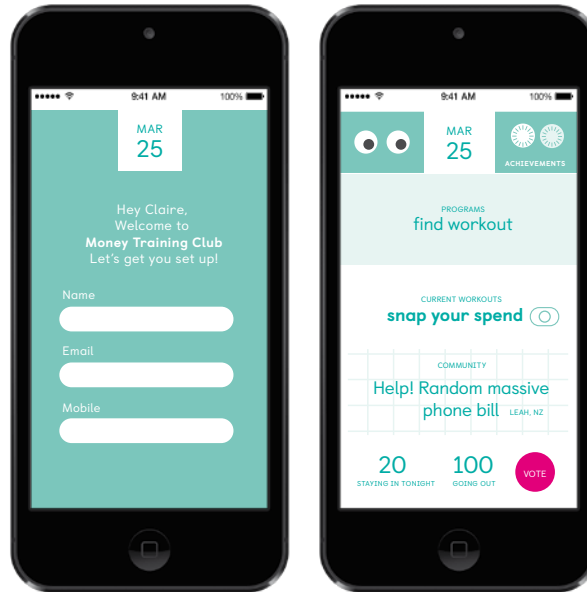 9:41 AM
100%
MAR
25
Hey Claire,
Welcome to
Money Training Club
Let's get you set up!
Name
Email
Mobile
9:41 AM
100%
MAR
25
ACHIEVEMENTS
PROGRAMS
find workout
CURRENT WORKOUTS
snap your spend
COMMUNITY
Help! Random massive
phone bill LEAH, NZ
20 100
STAYING IN TONIGHT GOING OUT
VOTE